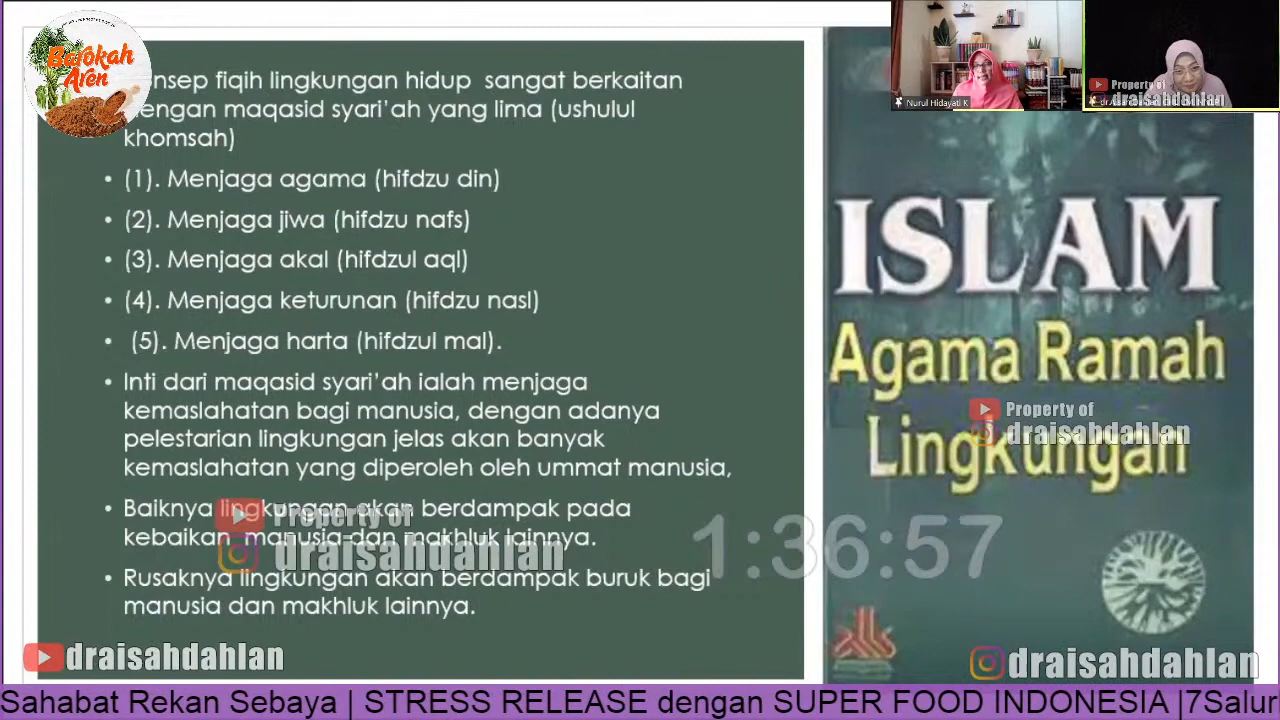 Barokah
Aren
nsep fiqih lingkungan hidup sangat berkaitan
dengan maqasid syari'ah yang lima (ushulul
khomsah)
• (1). Menjaga agama (hifdzu din)
• (2). Menjaga jiwa (hifdzu nafs)
• (3). Menjaga akal (hifdzul aql)
• (4). Menjaga keturunan (hifdzu nasl)
• (5). Menjaga harta (hifdzul mal).
• Inti dari maqasid syari'ah ialah menjaga
kemaslahatan bagi manusia, dengan adanya
pelestarian lingkungan jelas akan banyak
kemaslahatan yang diperoleh oleh ummat manusia,
• Baiknya lingkungan akan berdampak pada
kebaikan manusia dan makhluk lainnya.
• Rusaknya lingkungan akan berdampak buruk bagi
manusia dan makhluk lainnya.
Property of
draisahdahlan
1:36:57
Nurul Hidayati K
Property of
draisahdahlan
ISLAM
Agama Ramah
Lingkungan
Property of
draisahdahlan
draisahdahlan
draisahdahlan
Sahabat Rekan Sebaya | STRESS RELEASE dengan SUPER FOOD INDONESIA |7Salur